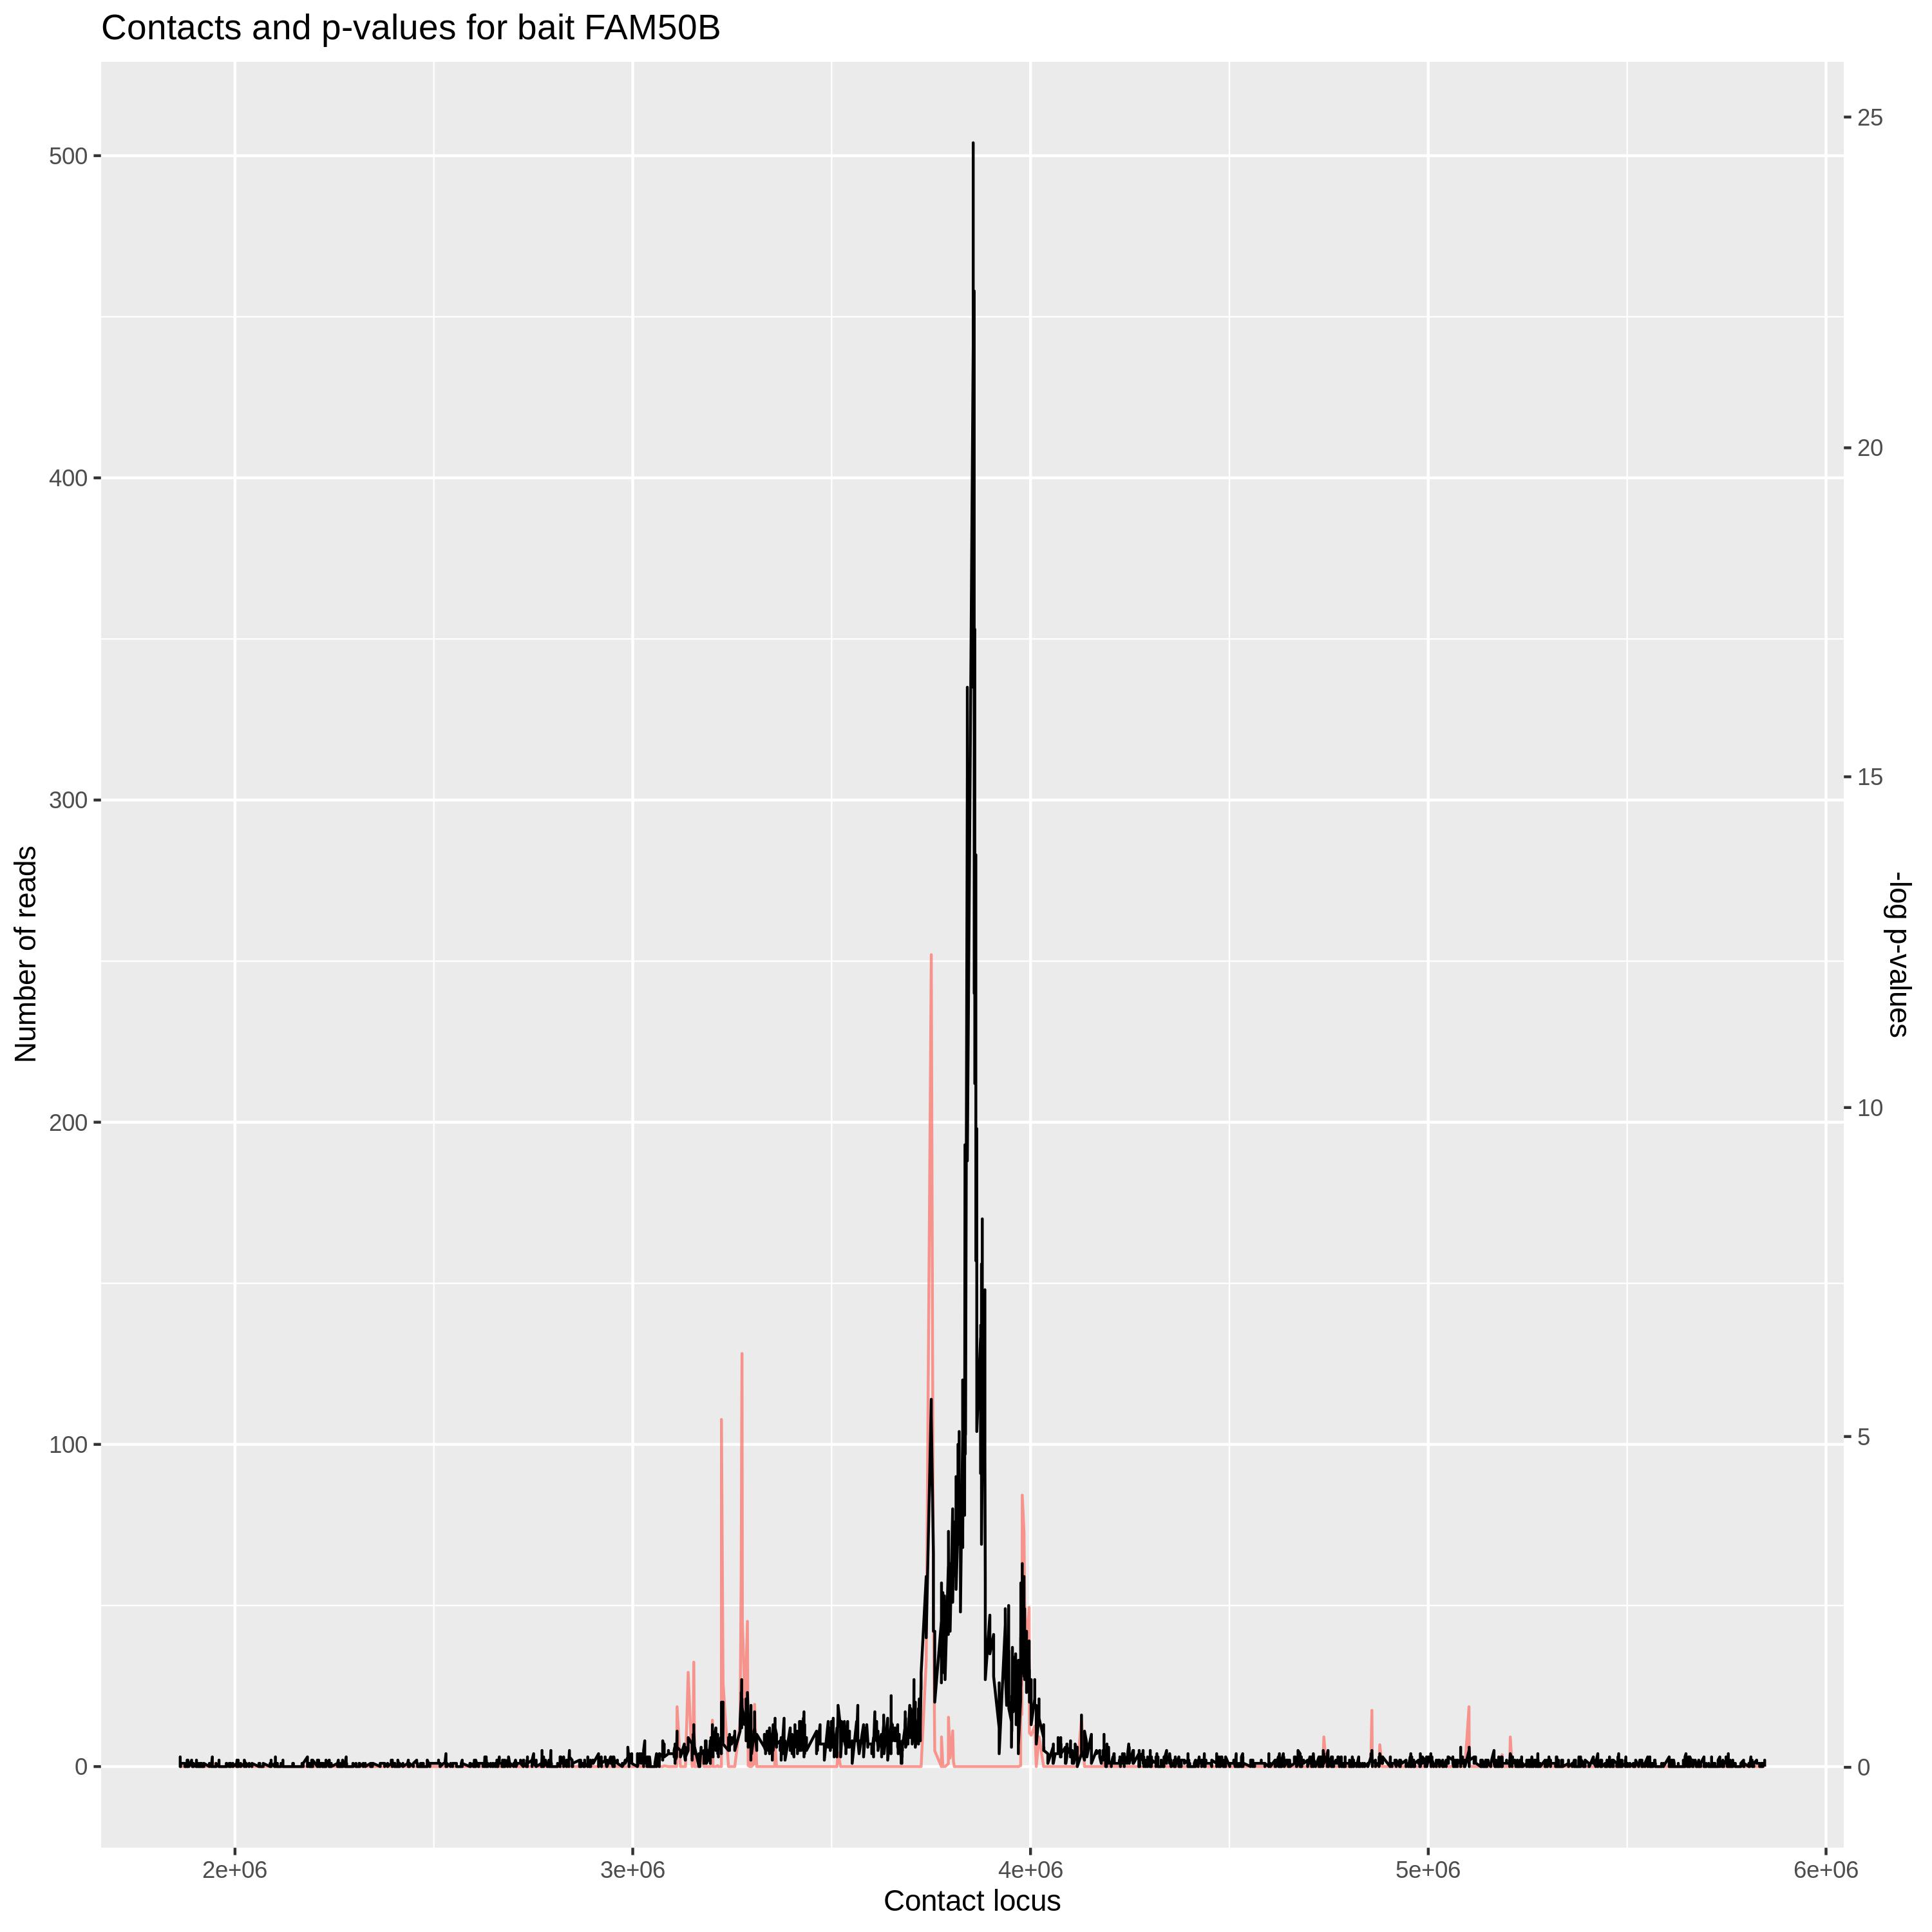 Contacts and p-values for bait FAM50B
500
400
300
200
100
0
Number of reads
25
20
15
10
5
0
-log p-values
2e+06 3e+06 4e+06 5e+06 6e+06
Contact locus